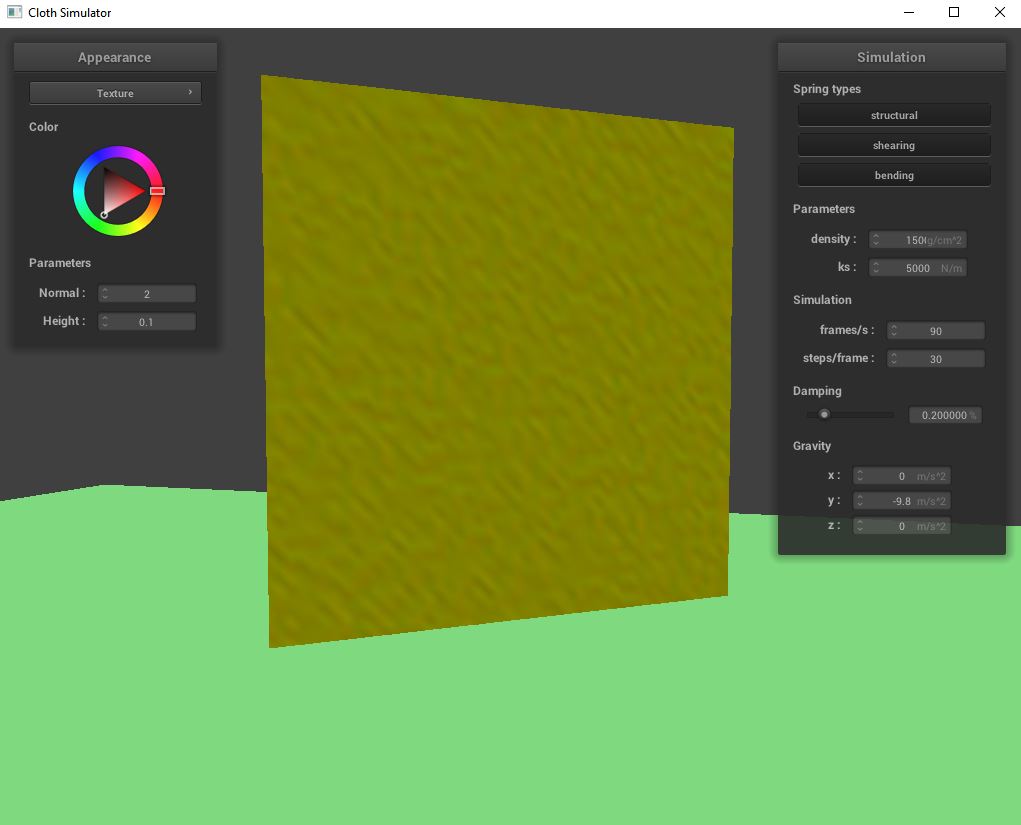 Cloth Simulator
Appearance
Texture
Color
Parameters
Normal : 2
Height : 0.1
Simulation
Spring types
structural
shearing
bending
Parameters
density : 150 g/cm^2
ks : 5000 N/m
Simulation
frames/s : 90
steps/frame : 30
Damping
0.200000 %
Gravity
x : 0 m/s^2
y : -9.8 m/s^2
z : 0 m/s^2